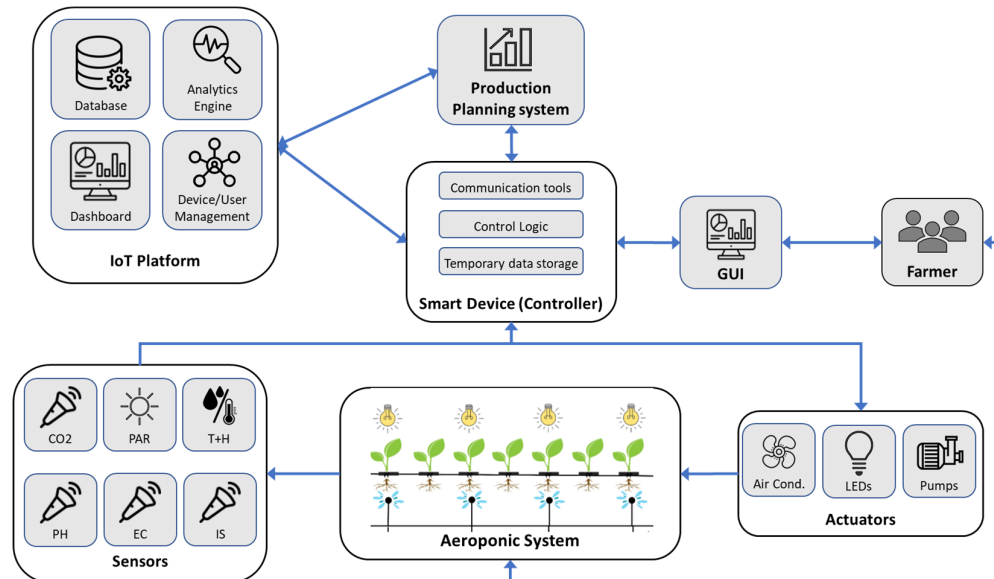 Database
Analytics
Engine
Dashboard
Device/User
Management
IoT Platform
Production
Planning system
Communication tools
Control Logic
Temporary data storage
Smart Device (Controller)
GUI
Farmer
CO2
PAR
T+H
PH
EC
IS
Sensors
Aeroponic System
Air Cond.
LEDs
Pumps
Actuators